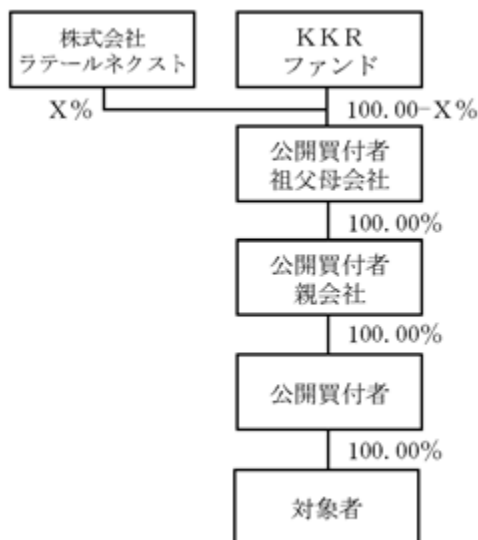 株式会社
ラテールネクスト
KKR
ファンド
X%
100.00-X%
公開買付者
祖父母会社
100.00%
公開買付者
親会社
100.00%
公開買付者
100.00%
対象者